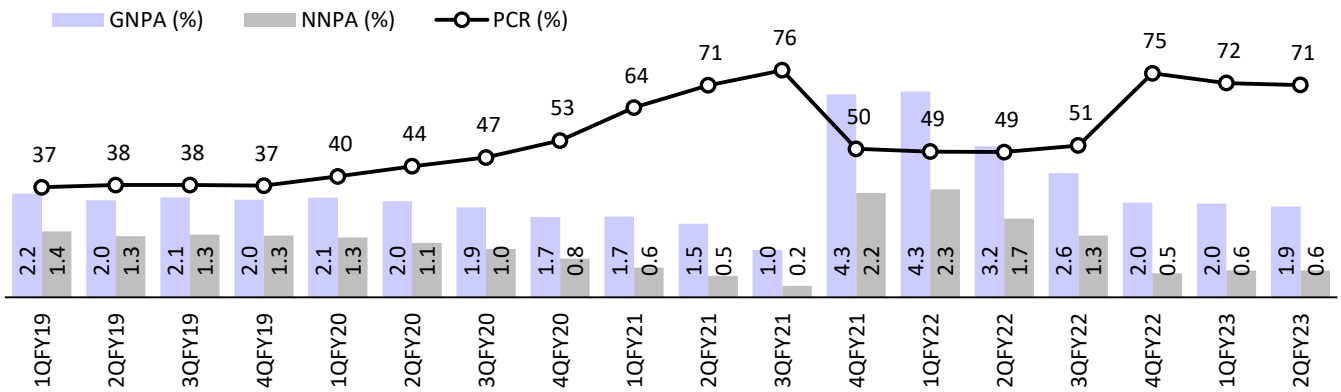 GNPA (%) NNPA (%) PCR (%)
37 38 38 37 40 44 47 53 64 71 76 50 49 49 51 75 72 71
2.2 1.4 2.0 1.3 2.1 1.3 2.0 1.3 2.1 1.3 2.0 1.1 1.9 1.0 1.7 0.8 1.7 0.6 1.5 0.5 1.0 0.2 4.3 2.2 4.3 2.3 3.2 1.7 2.6 1.3 2.0 0.5 2.0 0.6 1.9 0.6
1QFY19 2QFY19 3QFY19 4QFY19 1QFY20 2QFY20 3QFY20 4QFY20 1QFY21 2QFY21 3QFY21 4QFY21 1QFY22 2QFY22 3QFY22 4QFY22 1QFY23 2QFY23